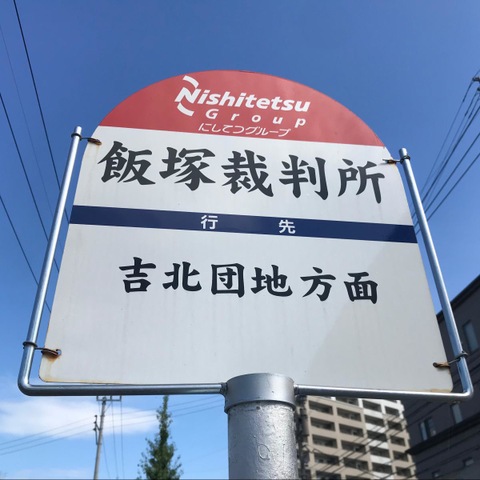 Nishitetsu
Group
にしてつグループ
飯塚裁判所
行先
吉北団地方面